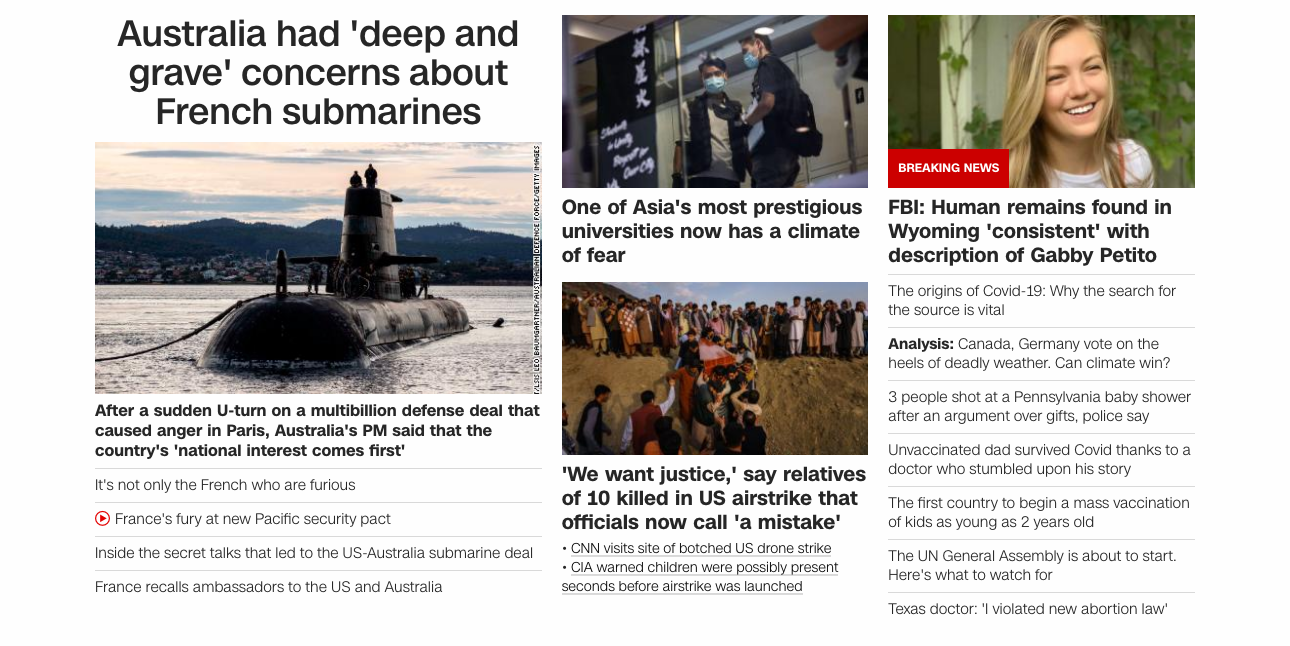 Australia had 'deep and
grave' concerns about
French submarines
T/LSIS LEO BAUMGARTNER/AUSTRALIAN DEFENCE FORCE/GETTY IMAGES
After a sudden U-turn on a multibillion defense deal that
caused anger in Paris, Australia's PM said that the
country's 'national interest comes first'
It's not only the French who are furious
France's fury at new Pacific security pact
Inside the secret talks that led to the US-Australia submarine deal
France recalls ambassadors to the US and Australia
One of Asia's most prestigious
universities now has a climate
of fear
'We want justice,' say relatives
of 10 killed in US airstrike that
officials now call 'a mistake'
• CNN visits site of botched US drone strike
• CIA warned children were possibly present
seconds before airstrike was launched
BREAKING NEWS
FBI: Human remains found in
Wyoming 'consistent' with
description of Gabby Petito
The origins of Covid-19: Why the search for
the source is vital
Analysis: Canada, Germany vote on the
heels of deadly weather. Can climate win?
3 people shot at a Pennsylvania baby shower
after an argument over gifts, police say
Unvaccinated dad survived Covid thanks to a
doctor who stumbled upon his story
The first country to begin a mass vaccination
of kids as young as 2 years old
The UN General Assembly is about to start.
Here's what to watch for
Texas doctor: 'I violated new abortion law'